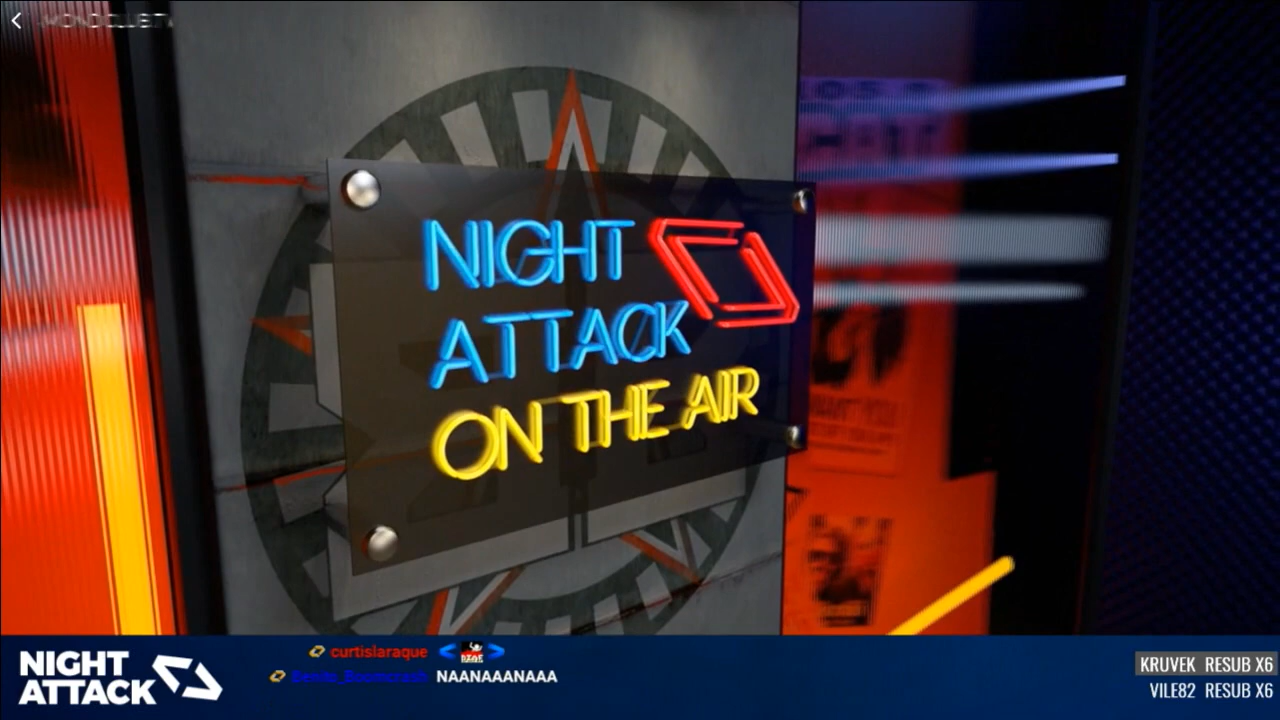 NIGHT
ATTACK
ON THE AIR
NIGHT
ATTACK
curtislaraque
NAANAAANAAA
KRUVEK RESUB X6
VILE82 RESUB X6